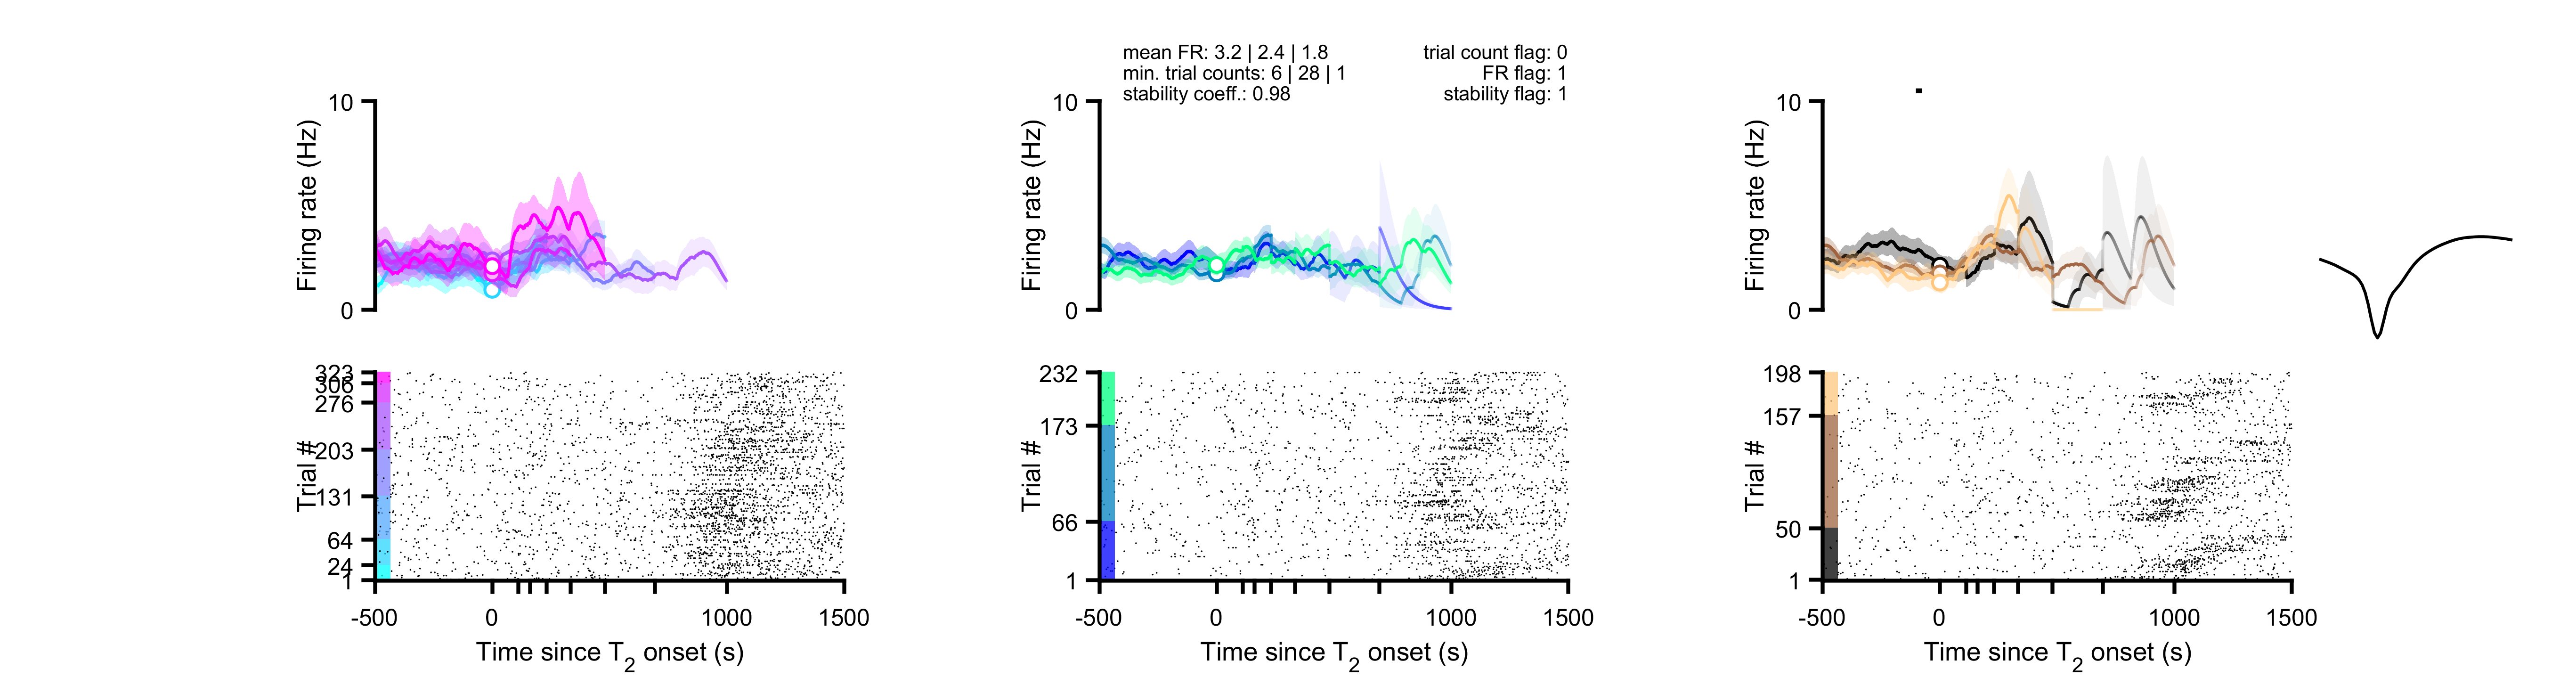 mean FR: 3.2 | 2.4 | 1.8
min. trial counts: 6 | 28 | 1
stability coeff.: 0.98
trial count flag: 0
FR flag: 1
stability flag: 1
10
Firing rate (Hz)
0
323
306
276
203
131
64
24
1
Trial #
-500 0 1000 1500
Time since T2 onset (s)
10
Firing rate (Hz)
0
232
173
66
1
Trial #
-500 0 1000 1500
Time since T2 onset (s)
10
Firing rate (Hz)
0
198
157
50
1
Trial #
-500 0 1000 1500
Time since T2 onset (s)